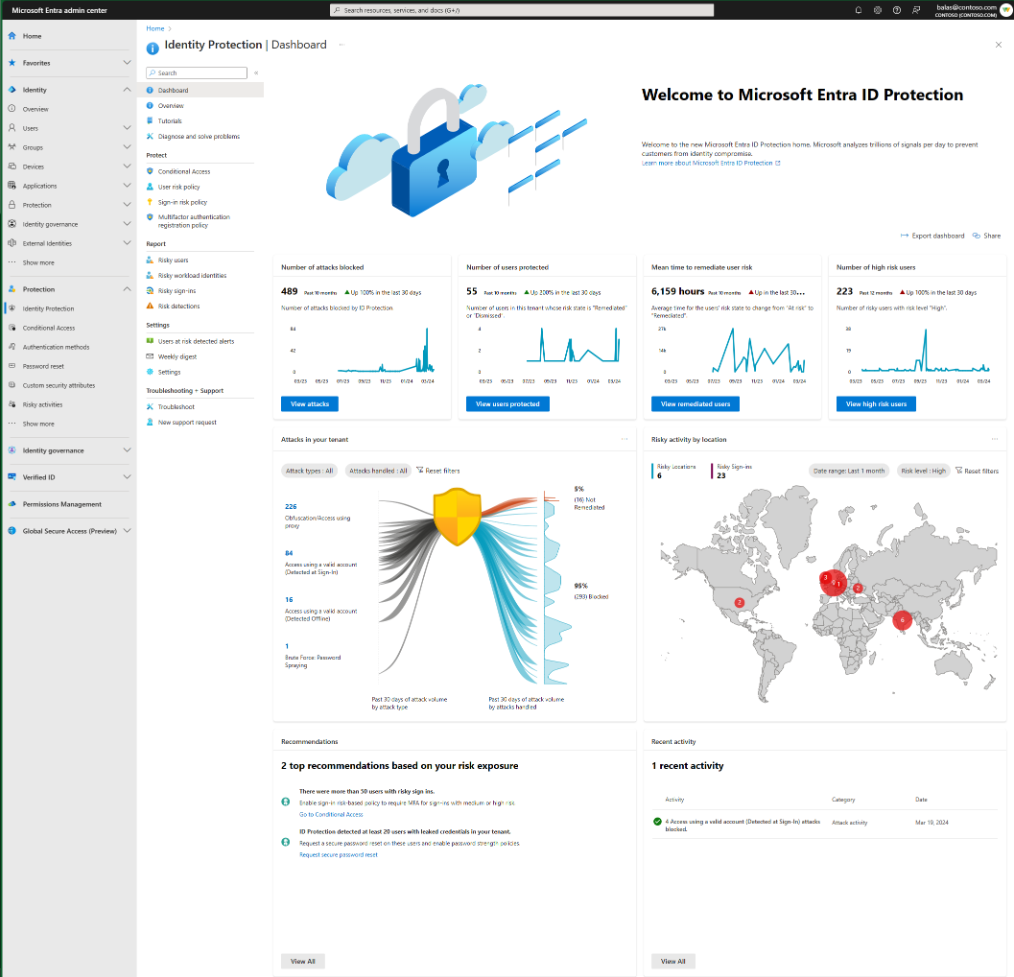 Microsoft Entra admin center
Search resources, services, and docs (G+/)
balas@contoso.com
CONTOSO (CONTOSO.COM)
Home
Favorites
Identity
Overview
Users
Groups
Devices
Applications
Protection
Identity governance
External Identities
Show more
Protection
Identity Protection
Conditional Access
Authentication methods
Password reset
Custom security attributes
Risky activities
Show more
Identity governance
Verified ID
Permissions Management
Global Secure Access (Preview)
Home
Identity Protection | Dashboard
Search
Dashboard
Overview
Tutorials
Diagnose and solve problems
Protect
Conditional Access
User risk policy
Sign-in risk policy
Multifactor authentication
registration policy
Report
Risky users
Risky workload identities
Risky sign-ins
Risk detections
Settings
Users at risk detected alerts
Weekly digest
Settings
Troubleshooting + Support
Troubleshoot
New support request
Welcome to Microsoft Entra ID Protection
Welcome to the new Microsoft Entra ID Protection home. Microsoft analyzes trillions of signals per day to prevent
customers from identity compromise.
Learn more about Microsoft Entra ID Protection
Export dashboard
Share
Number of attacks blocked
489 Past 10 months Up 100% in the last 30 days
Number of attacks blocked by ID Protection
42
0
03/23 05/23 07/23 09/23 11/23 01/24 03/24
View attacks
Number of users protected
55 Past 10 months Up 200% in the last 30 days
Number of users in this tenant whose risk state is "Remediated"
or "Dismissed".
4
2
0
03/23 05/23 07/23 09/23 11/23 01/24 03/24
View users protected
Mean time to remediate user risk
6,159 hours Past 10 months Up in the last 30...
Average time for the users' risk state to change from "At risk" to
"Remediated".
0
03/23 05/23 07/23 09/23 11/23 01/24 03/24
View remediated users
Number of high risk users
223 Past 12 months Up 100% in the last 30 days
Number of risky users with risk level "High".
19
0
03/23 05/23 07/23 09/23 11/23 01/24 03/24
View high risk users
Attacks in your tenant
Attack types : All
Attacks handled : All
Reset filters
226
Obfuscation/Access using
proxy
84
Access using a valid account
(Detected at Sign-In)
16
Access using a valid account
(Detected Offline)
1
Brute Force: Password
Spraying
5%
(16) Not
Remediated
95%
(293) Blocked
Past 30 days of attack volume
by attack type
Past 30 days of attack volume
by attacks handled
Risky activity by location
Risky Locations
6
Risky Sign-ins
23
Date range: Last 1 month
Risk level : High
Reset filters
2
3
1
6
Recommendations
2 top recommendations based on your risk exposure
There were more than 50 users with risky sign ins.
Enable sign-in risk-based policy to require MFA for sign-ins with medium or high risk
Go to Conditional Access
ID Protection detected at least 20 users with leaked credentials in your tenant.
Request a secure password reset on these users and enable password strength policies.
Request secure password reset
View All
Recent activity
1 recent activity
Activity
Category
Date
4 Access using a valid account (Detected at Sign-In) attacks
blocked.
Attack activity
Mar 19, 2024
View All